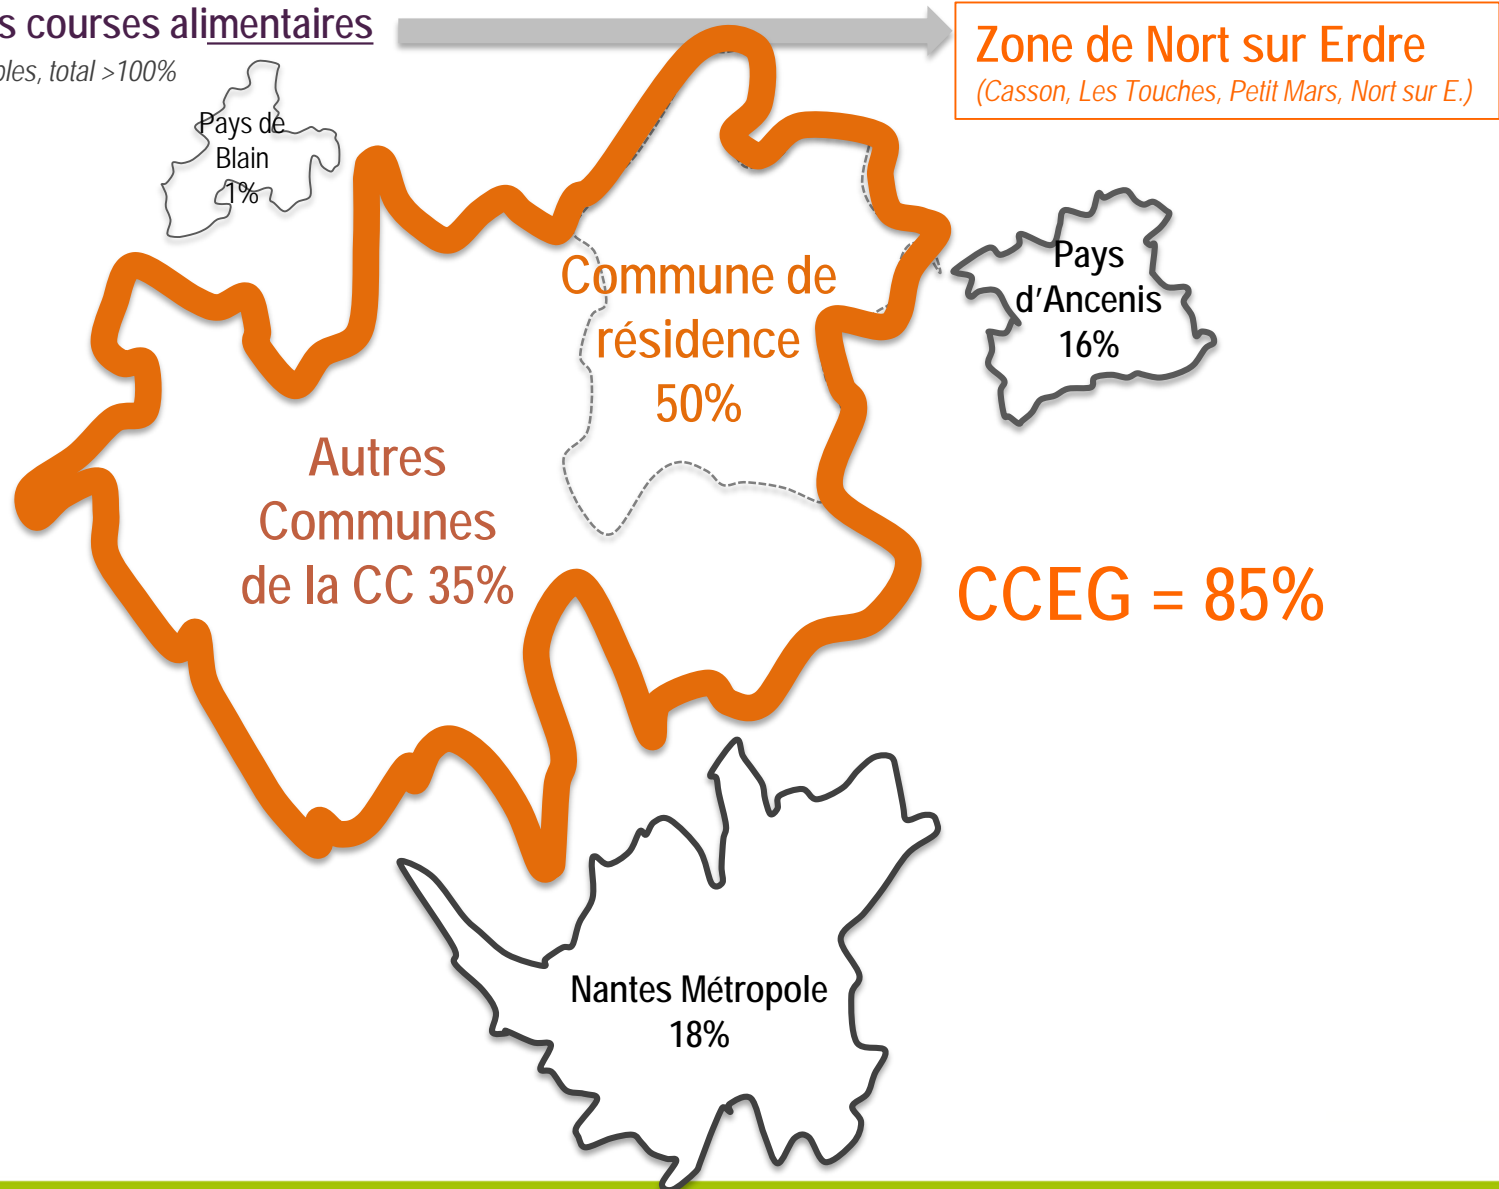 s courses alimentaires
bles, total >100%
Zone de Nort sur Erdre
(Casson, Les Touches, Petit Mars, Nort sur E.)
Pays de
Blain
1%
Commune de
résidence
50%
Pays
d’Ancenis
16%
Autres
Communes
de la CC 35%
CCEG = 85%
Nantes Métropole
18%